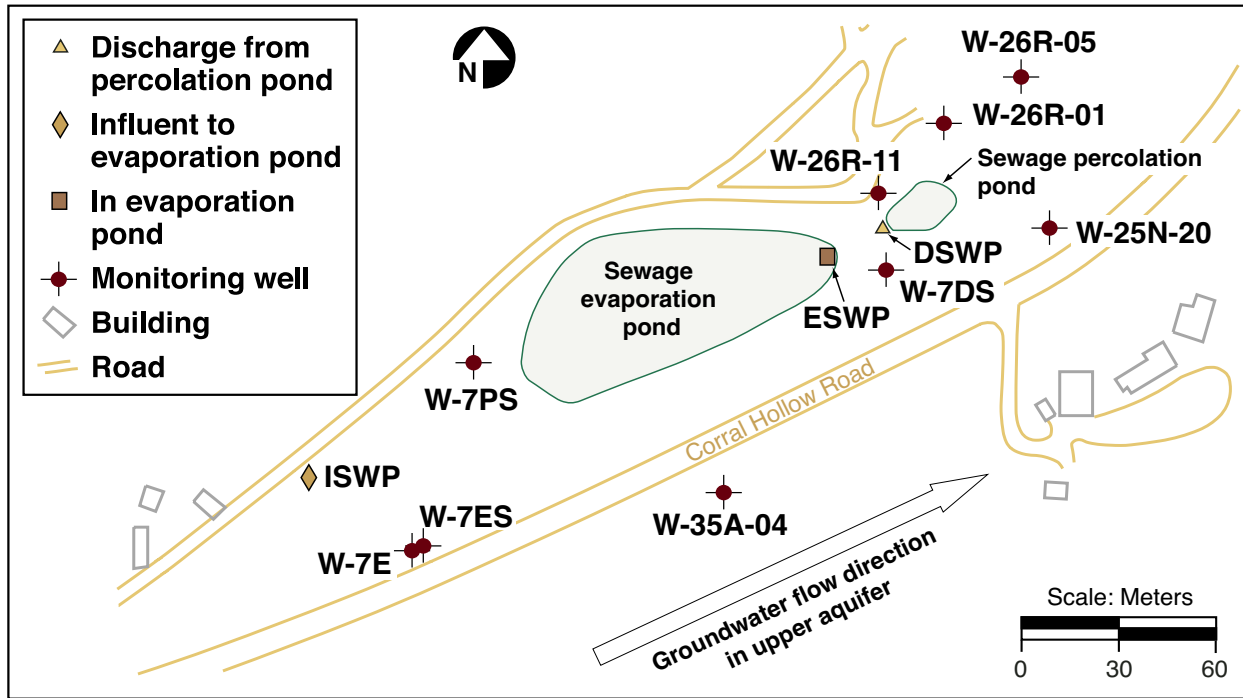 Discharge from
percolation pond
Influent to
evaporation pond
In evaporation
pond
Monitoring well
Building
Road
N
W-26R-05
W-26R-01
W-26R-11
Sewage percolation
pond
W-25N-20
DSWP
W-7DS
ESWP
Sewage
evaporation
pond
W-7PS
Corral Hollow Road
ISWP
W-7ES
W-7E
W-35A-04
Groundwater flow direction
in upper aquifer
Scale: Meters
0 30 60